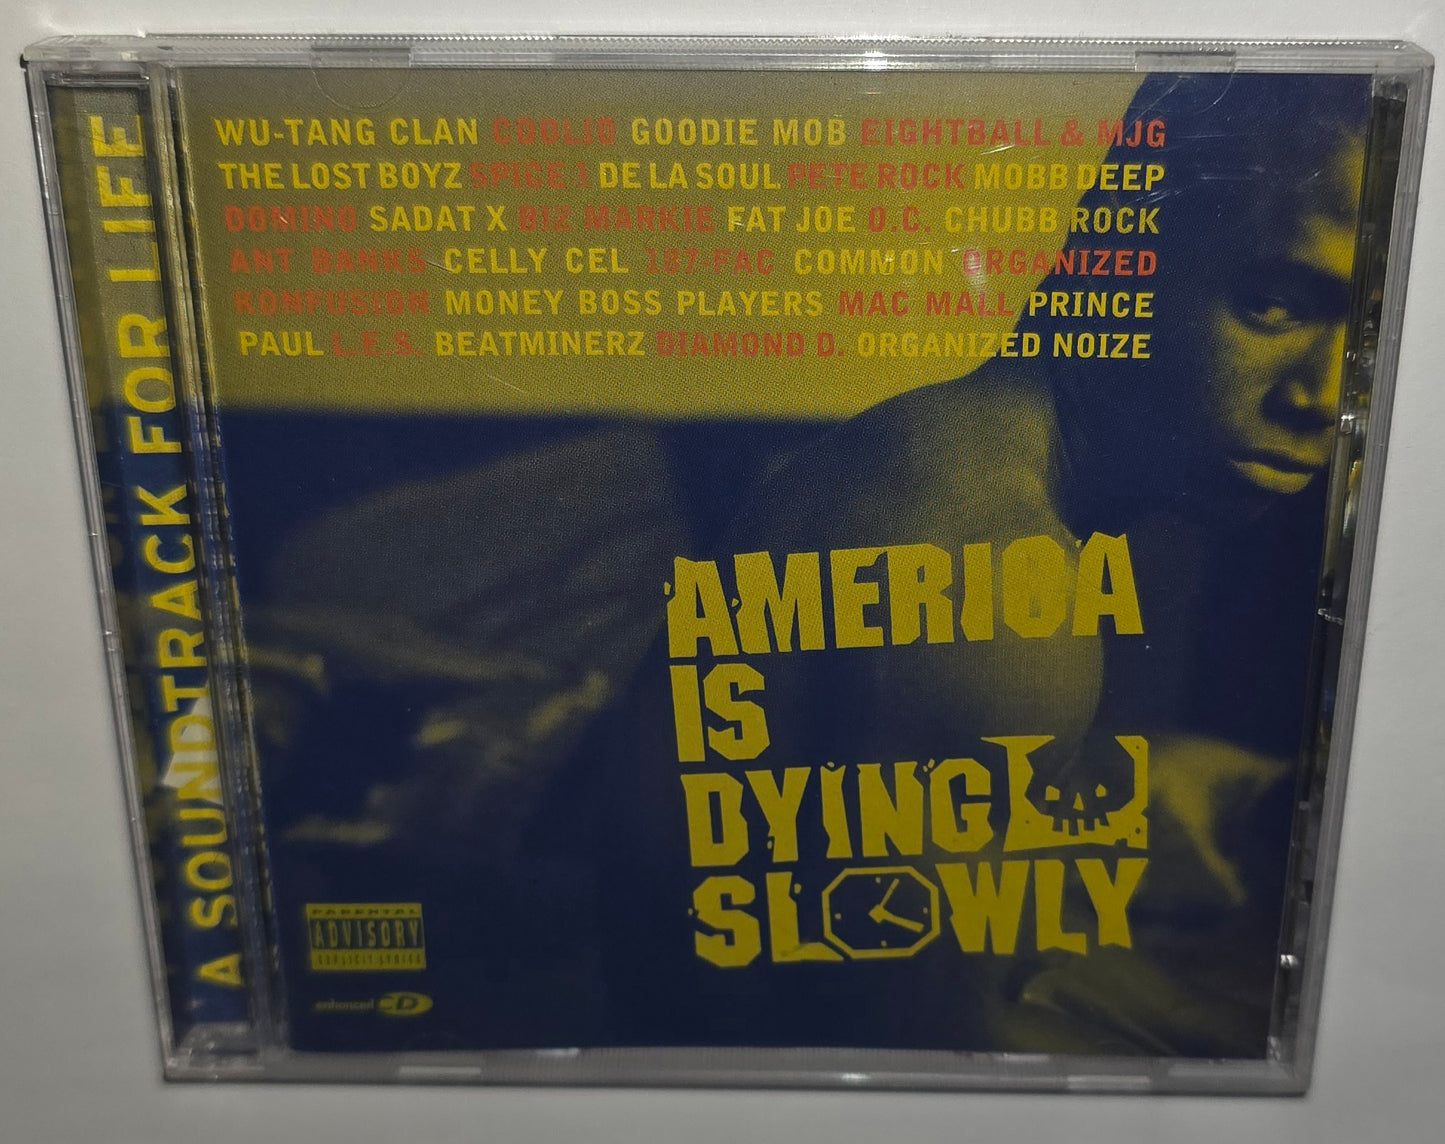 A SOUNDTRACK FOR LIFE
WU-TANG CLAN COOLIO GOODIE MOB EIGHTBALL & MJG
THE LOST BOYZ SPICE 1 DE LA SOUL PETE ROCK MOBB DEEP
DOMINO SADAT X BIZ MARKIE FAT JOE O.C. CHUBB ROCK
ANT BANKS CELLY CEL 187-FAC COMMON ORGANIZED
KONFUSION MONEY BOSS PLAYERS MAC MALL PRINCE
PAUL L.E.S. BEATMINERZ DIAMOND D. ORGANIZED NOIZE
AMERICA
IS
DYING
SLOWLY
PARENTAL
ADVISORY
EXPLICIT LYRICS
enhanced CD